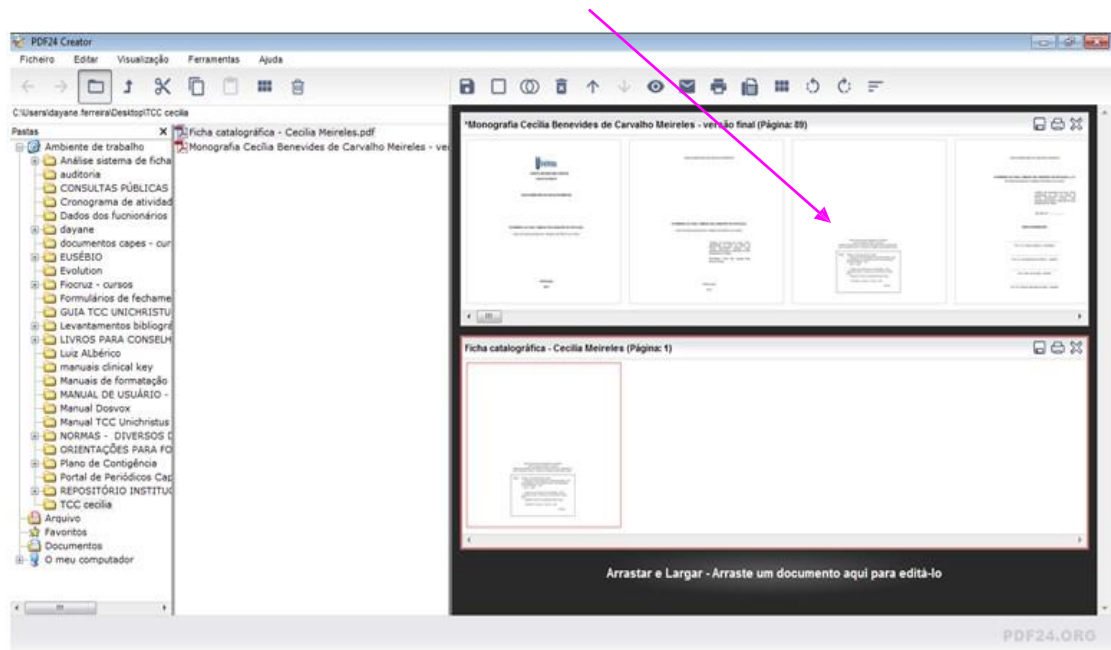 PDF24 Creator
Ficheiro Editar Visualização Ferramentas Ajuda
C:\Users\dayane.ferreira\Desktop\TCC cecilia
Pastas X
Ambiente de trabalho
Análise sistema de ficha
auditoria
CONSULTAS PÚBLICAS
Cronograma de atividad
Dados dos fucnionários
dayane
documentos capes - cur
EUSÉBIO
Evolution
Fiocruz - cursos
Formulários de fechame
GUIA TCC UNICHRISTU
Levantamentos bibliogra
LIVROS PARA CONSELH
Luiz ALbérico
manuais clinical key
Manuais de formatação
MANUAL DE USUÁRIO -
Manual Dosvox
Manual TCC Unichristus
NORMAS - DIVERSOS D
ORIENTAÇÕES PARA FO
Plano de Contigência
Portal de Periódicos Cap
REPOSITÓRIO INSTITUC
TCC cecilia
Arquivo
Favoritos
Documentos
O meu computador
Ficha catalográfica - Cecilia Meireles.pdf
Monografia Cecília Benevides de Carvalho Meireles - ver
*Monografia Cecília Benevides de Carvalho Meireles - versão final (Página: 89)
Ficha catalográfica - Cecilia Meireles (Página: 1)
Arrastar e Largar - Arraste um documento aqui para editá-lo
PDF24.ORG